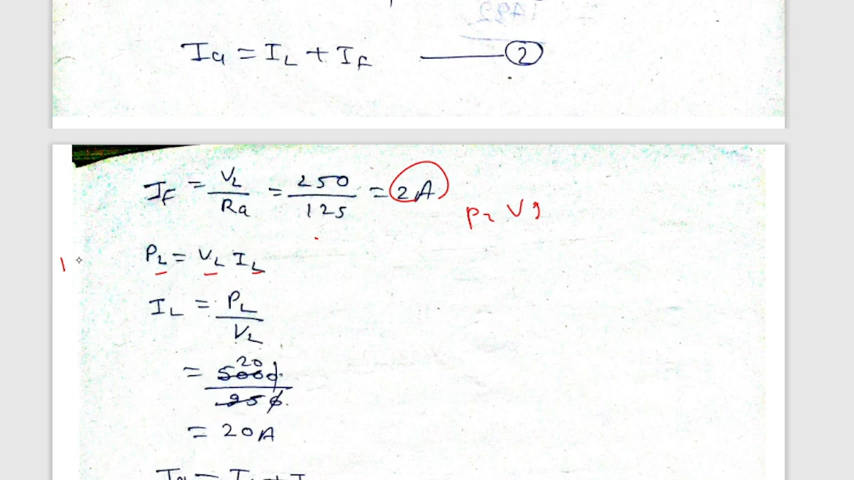 Ia = IL + IF ——— ②
IF = VL/Ra = 250/125 = 2A
P= VI
PL = VL IL
IL = PL/VL
= 5000/250 20
= 20A